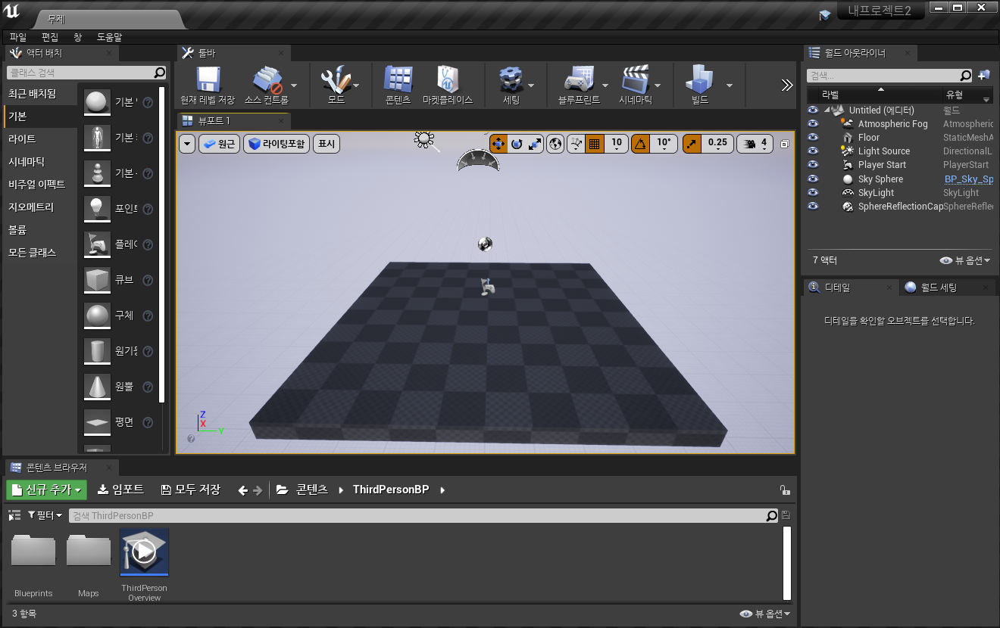 무제
내프로젝트2
파일 편집 창 도움말
액터 배치
클래스 검색
최근 배치됨
기본
라이트
시네마틱
비주얼 이펙트
지오메트리
볼륨
모든 클래스
기본
기본
기본
포인트
플레이
큐브
구체
원기둥
원뿔
평면
툴바
현재 레벨 저장
소스 컨트롤
모드
콘텐츠
마켓플레이스
세팅
블루프린트
시네마틱
빌드
뷰포트 1
원근
라이팅포함
표시
10
10°
0.25
4
Z
X
Y
월드 아웃라이너
검색...
라벨 유형
Untitled (에디터) 월드
Atmospheric Fog Atmospheric
Floor StaticMeshA
Light Source DirectionalL
Player Start PlayerStart
Sky Sphere BP_Sky_Sp
SkyLight SkyLight
SphereReflectionCap SphereReflec
7 액터
뷰 옵션
디테일
월드 세팅
디테일을 확인할 오브젝트를 선택합니다.
콘텐츠 브라우저
신규 추가
임포트
모두 저장
콘텐츠
ThirdPersonBP
필터
검색 ThirdPersonBP
Blueprints
Maps
ThirdPerson
Overview
3 항목
뷰 옵션